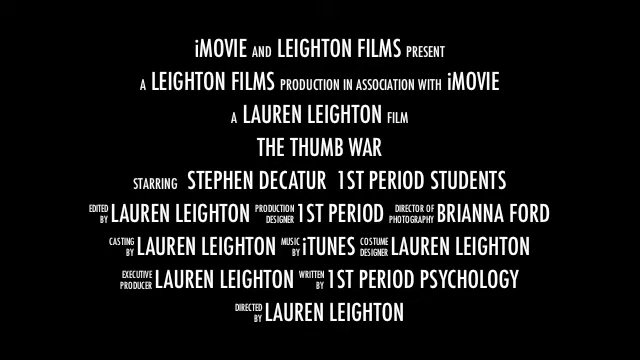 iMOVIE AND LEIGHTON FILMS PRESENT
A LEIGHTON FILMS PRODUCTION IN ASSOCIATION WITH iMOVIE
A LAUREN LEIGHTON FILM
THE THUMB WAR
STARRING STEPHEN DECATUR 1ST PERIOD STUDENTS
EDITED BY LAUREN LEIGHTON PRODUCTION DESIGNER 1ST PERIOD DIRECTOR OF PHOTOGRAPHY BRIANNA FORD
CASTING BY LAUREN LEIGHTON MUSIC BY iTUNES COSTUME DESIGNER LAUREN LEIGHTON
EXECUTIVE PRODUCER LAUREN LEIGHTON WRITTEN BY 1ST PERIOD PSYCHOLOGY
DIRECTED BY LAUREN LEIGHTON